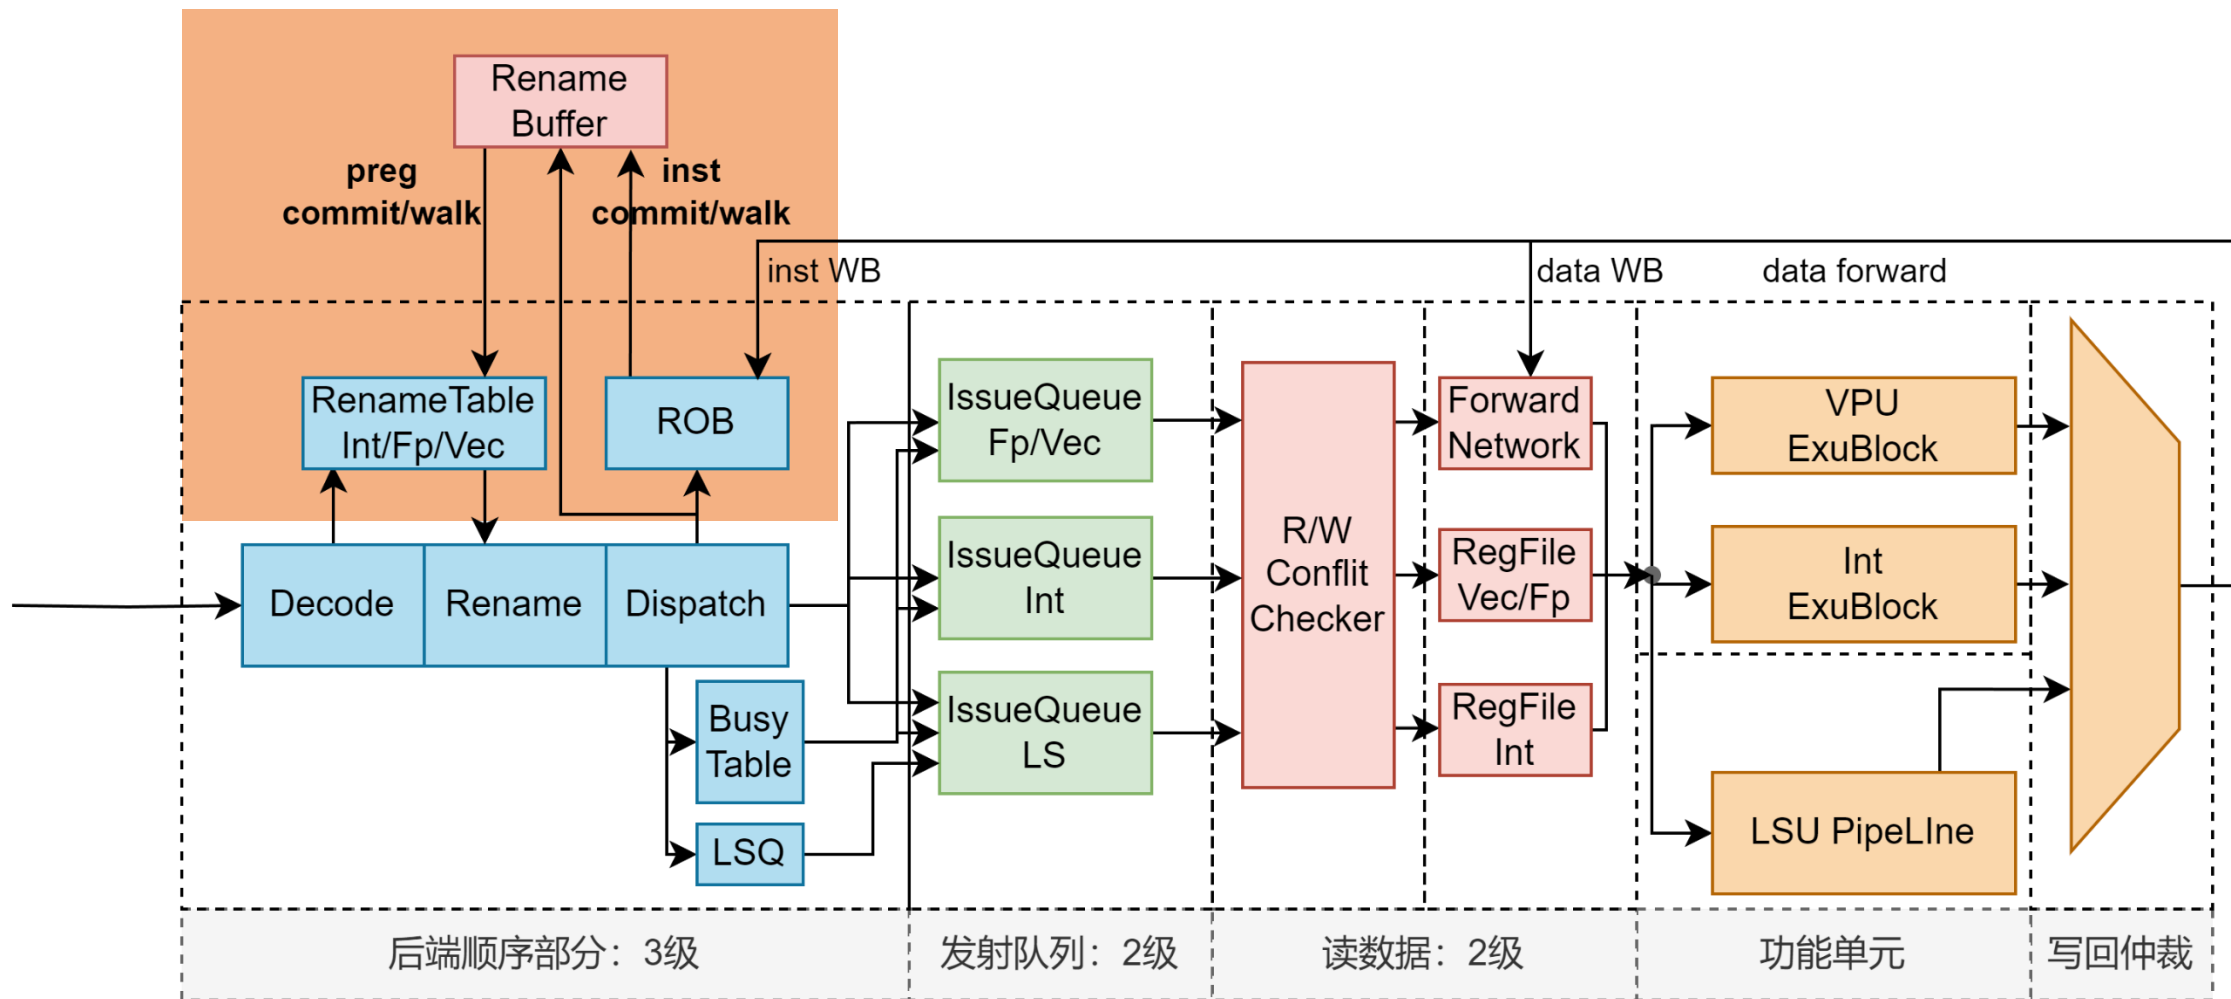 Rename
Buffer
preg
commit/walk
inst
commit/walk
inst WB
data WB
data forward
RenameTable
Int/Fp/Vec
ROB
Decode
Rename
Dispatch
Busy
Table
LSQ
IssueQueue
Fp/Vec
IssueQueue
Int
IssueQueue
LS
R/W
Conflit
Checker
Forward
Network
RegFile
Vec/Fp
RegFile
Int
VPU
ExuBlock
Int
ExuBlock
LSU PipeLIne
后端顺序部分：3级
发射队列：2级
读数据：2级
功能单元
写回仲裁